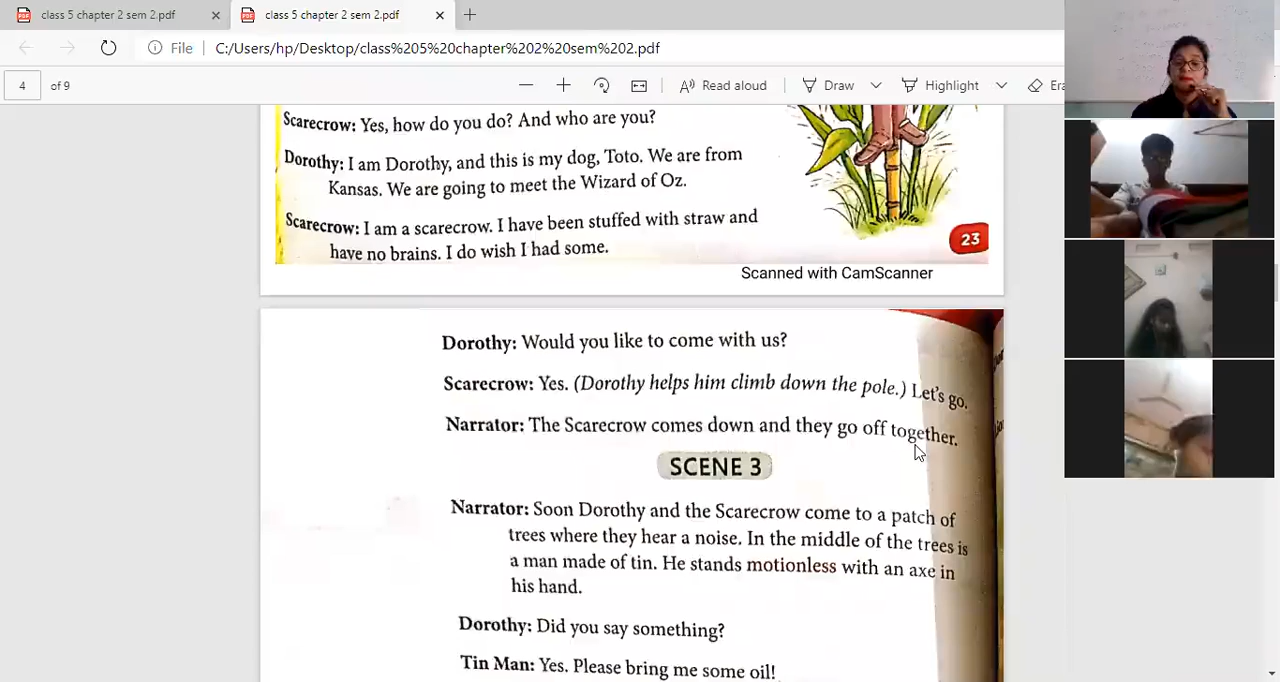 class 5 chapter 2 sem 2.pdf
class 5 chapter 2 sem 2.pdf
File
C:/Users/hp/Desktop/class%205%20chapter%202%20sem%202.pdf
4 of 9
Read aloud
Draw
Highlight
Era
Scarecrow: Yes, how do you do? And who are you?
Dorothy: I am Dorothy, and this is my dog, Toto. We are from
Kansas. We are going to meet the Wizard of Oz.
Scarecrow: I am a scarecrow. I have been stuffed with straw and
have no brains. I do wish I had some.
23
Scanned with CamScanner
Dorothy: Would you like to come with us?
Scarecrow: Yes. (Dorothy helps him climb down the pole.) Let's go.
Narrator: The Scarecrow comes down and they go off together.
SCENE 3
Narrator: Soon Dorothy and the Scarecrow come to a patch of
trees where they hear a noise. In the middle of the trees is
a man made of tin. He stands motionless with an axe in
his hand.
Dorothy: Did you say something?
Tin Man: Yes. Please bring me some oil!